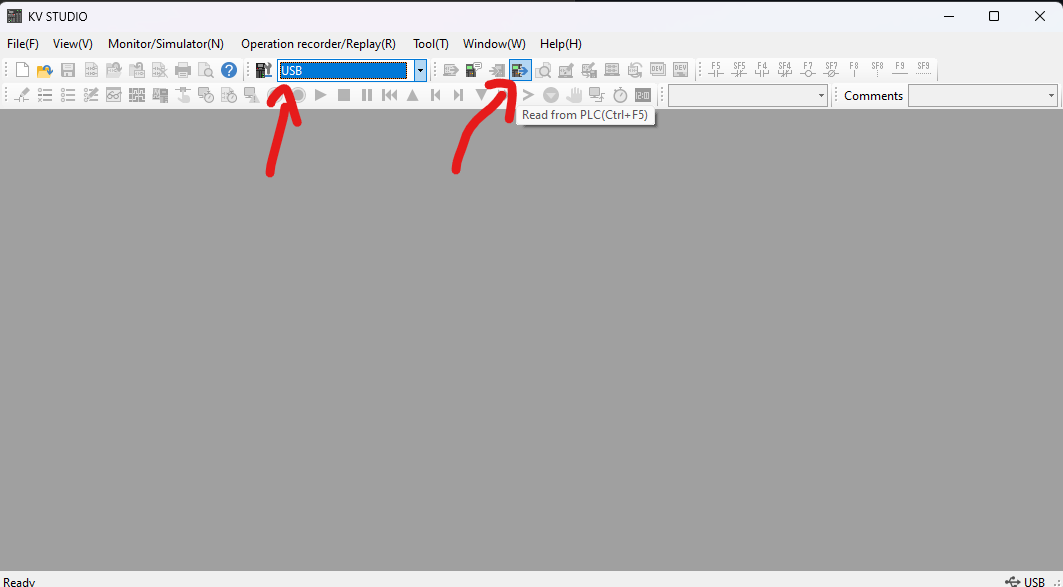 KV STUDIO
File(F) View(V) Monitor/Simulator(N) Operation recorder/Replay(R) Tool(T) Window(W) Help(H)
USB DEV DEV F5 SF5 F4 SF4 F7 SF7 F8 SF8 F9 SF9
Comments
Read from PLC(Ctrl+F5)
Ready USB